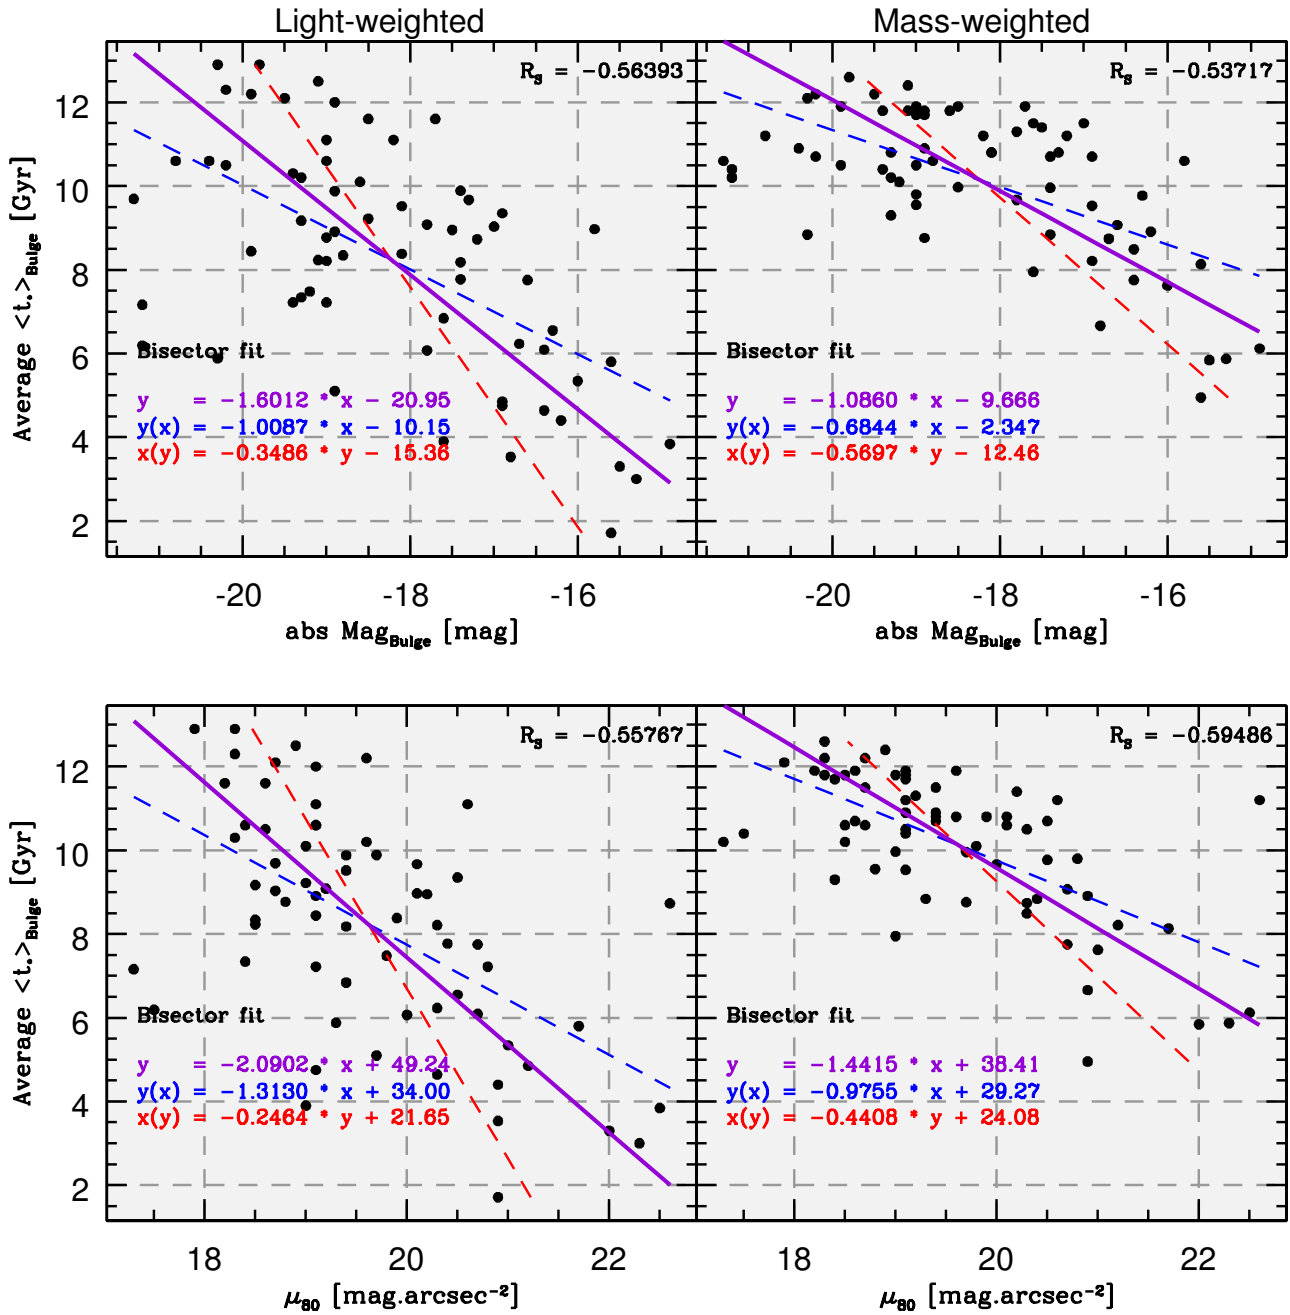 Light-weighted
Mass-weighted
R_S = −0.56393
R_S = −0.53717
12
10
8
6
4
2
Average <t⋆>_Bulge [Gyr]
Bisector fit
y = −1.6012 * x − 20.95
y(x) = −1.0087 * x − 10.15
x(y) = −0.3486 * y − 15.36
Bisector fit
y = −1.0860 * x − 9.666
y(x) = −0.6844 * x − 2.347
x(y) = −0.5697 * y − 12.46
-20 -18 -16
-20 -18 -16
abs Mag_Bulge [mag]
abs Mag_Bulge [mag]
R_S = −0.55767
R_S = −0.59486
12
10
8
6
4
2
Average <t⋆>_Bulge [Gyr]
Bisector fit
y = −2.0902 * x + 49.24
y(x) = −1.3130 * x + 34.00
x(y) = −0.2464 * y + 21.65
Bisector fit
y = −1.4415 * x + 38.41
y(x) = −0.9755 * x + 29.27
x(y) = −0.4408 * y + 24.08
18 20 22
18 20 22
μ_80 [mag.arcsec⁻²]
μ_80 [mag.arcsec⁻²]